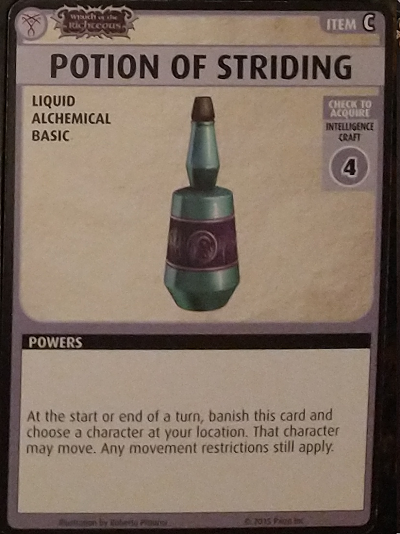 Wrath of the
Righteous
ITEM C
POTION OF STRIDING
LIQUID
ALCHEMICAL
BASIC
CHECK TO
ACQUIRE
INTELLIGENCE
CRAFT
4
POWERS
At the start or end of a turn, banish this card and
choose a character at your location. That character
may move. Any movement restrictions still apply.
Illustration by Roberto Pitturru
© 2015 Paizo Inc.